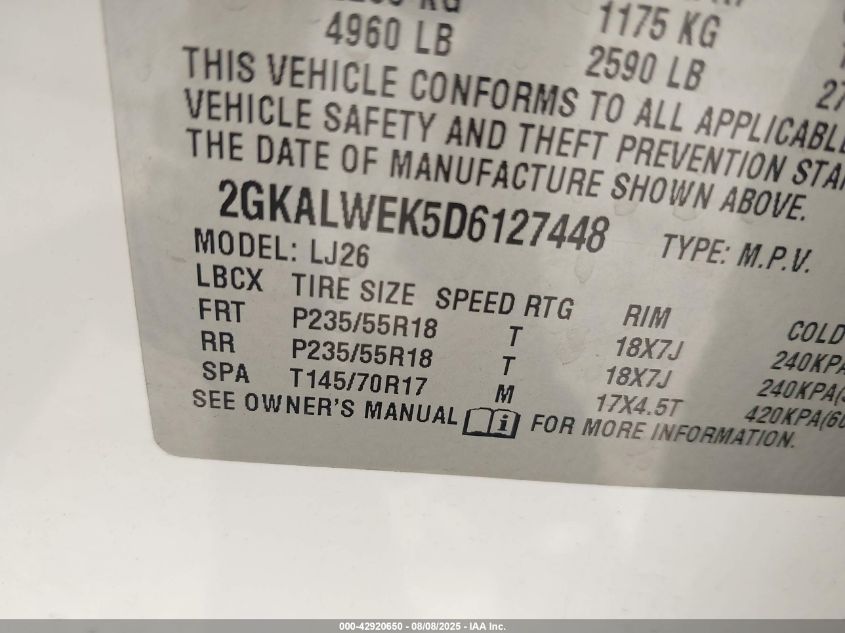 KG
4960 LB
1175 KG
2590 LB
THIS VEHICLE CONFORMS TO ALL APPLICABLE
VEHICLE SAFETY AND THEFT PREVENTION STA
THE DATE OF MANUFACTURE SHOWN ABOVE.
2GKALWEK5D6127448 TYPE: M.P.V.
MODEL: LJ26
LBCX TIRE SIZE SPEED RTG RIM COLD
FRT P235/55R18 T 18X7J 240KPA
RR P235/55R18 T 18X7J 240KPA(
SPA T145/70R17 M 17X4.5T 420KPA(60
SEE OWNER'S MANUAL i FOR MORE INFORMATION.
000-42920650 - 08/08/2025 - IAA Inc.